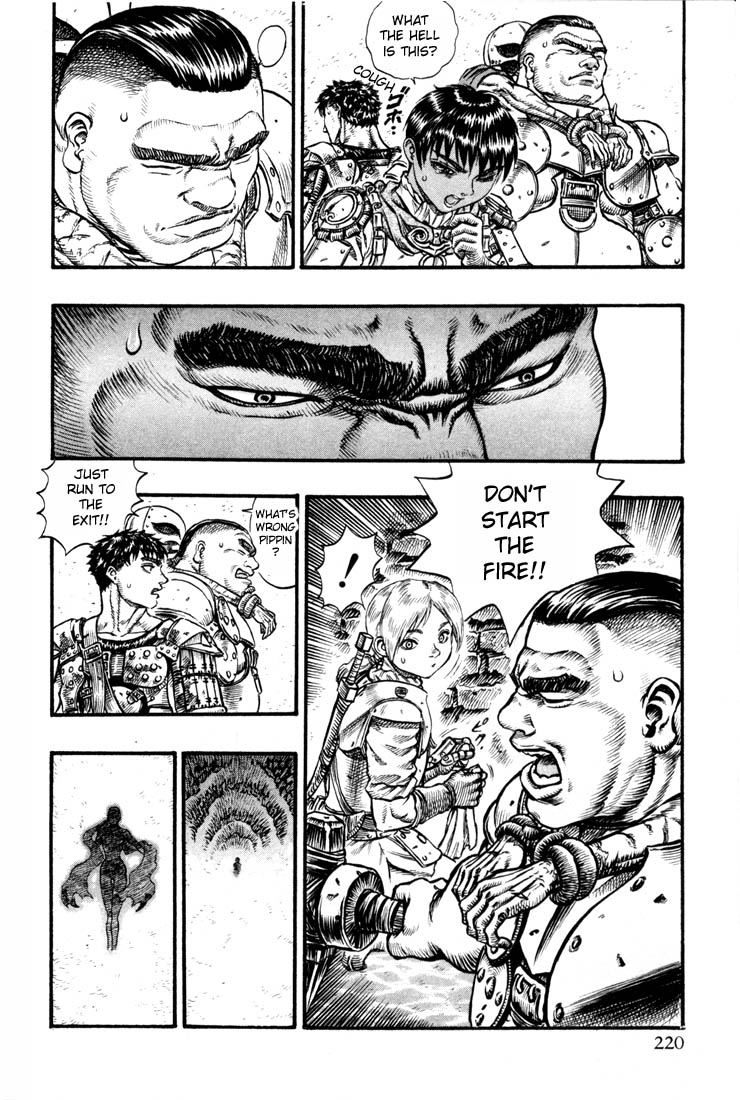 WHAT
THE HELL
IS THIS?
COUGH
ゴホ…
JUST
RUN TO
THE
EXIT!!
WHAT'S
WRONG
PIPPIN
?
DON'T
START
THE
FIRE!!
!
220